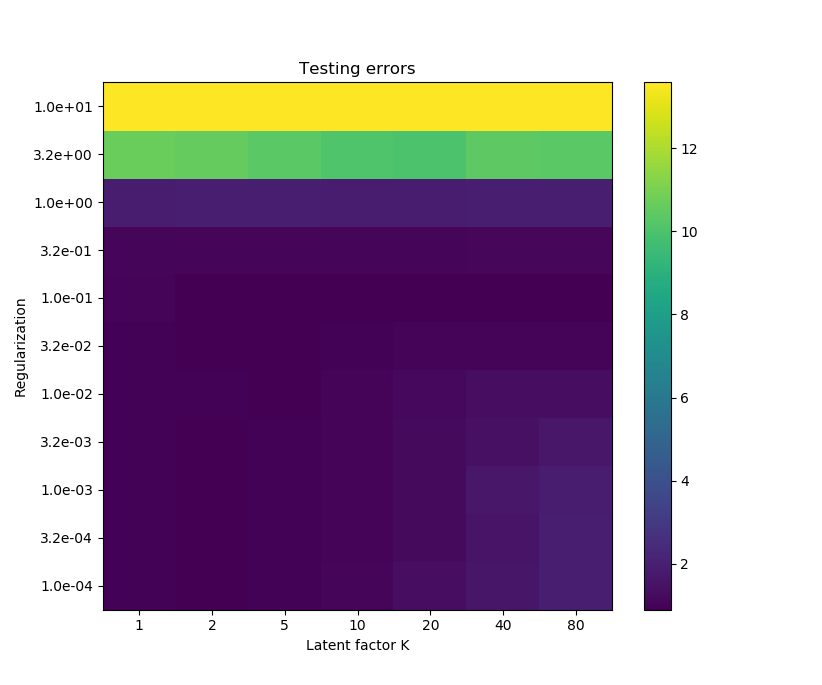 Testing errors
1.0e+01
3.2e+00
1.0e+00
3.2e-01
1.0e-01
3.2e-02
1.0e-02
3.2e-03
1.0e-03
3.2e-04
1.0e-04
Regularization
1 2 5 10 20 40 80
Latent factor K
12
10
8
6
4
2